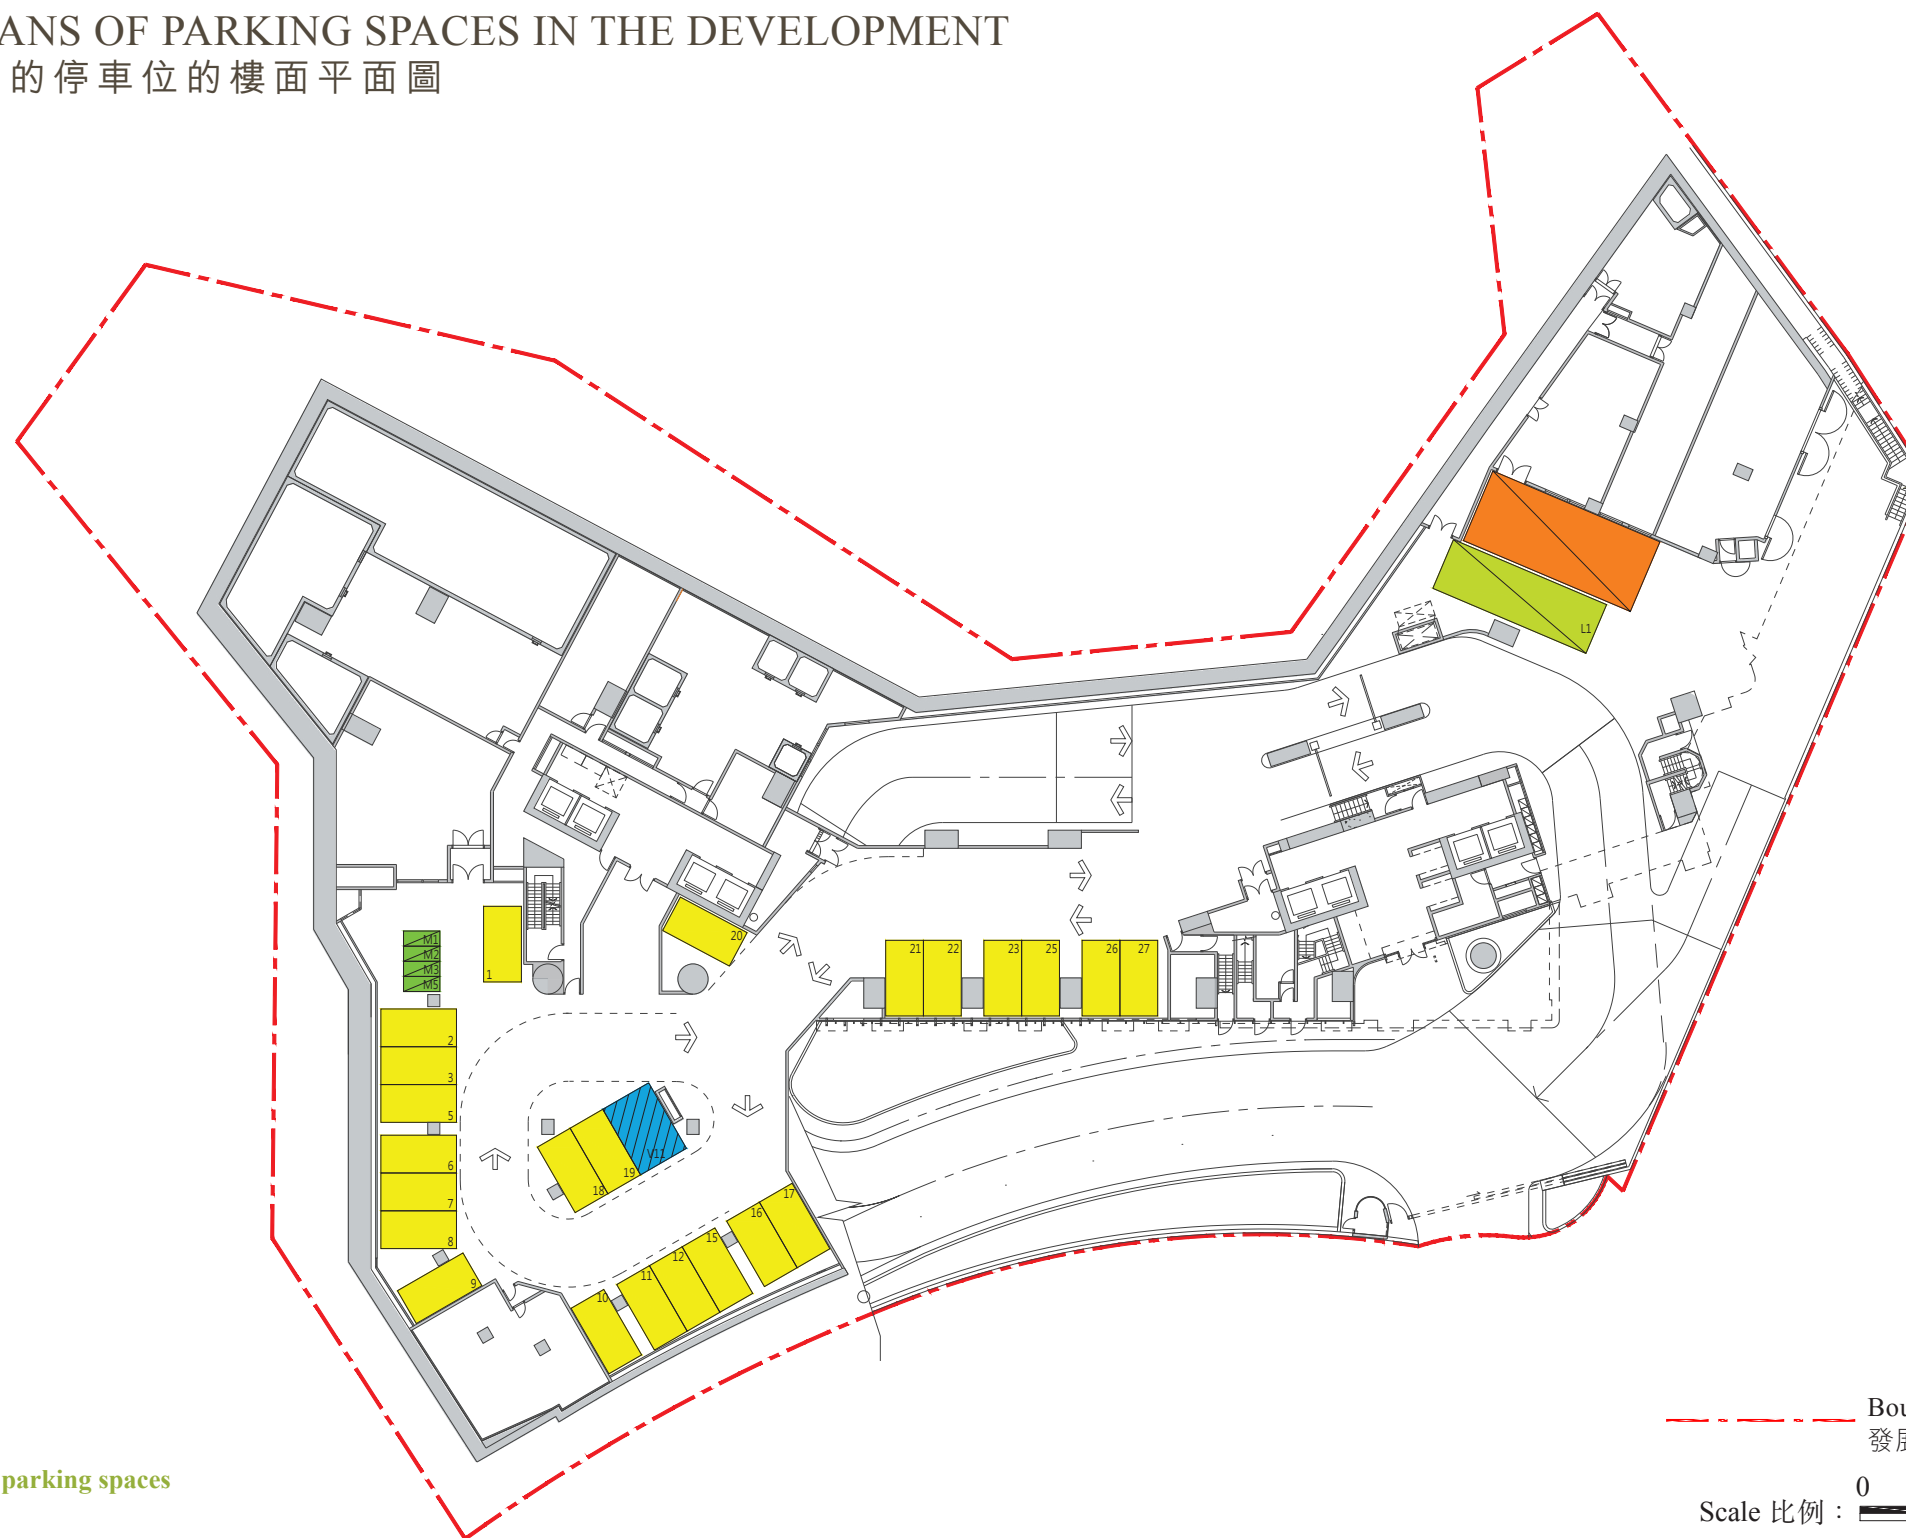 ANS OF PARKING SPACES IN THE DEVELOPMENT
的停車位的樓面平面圖
L1
M1
M2
M3
M5
1
20
21 22 23 25 26 27
2
3
5
6
7
8
9
V11
19
18
17
16
15
12
11
10
Bou
發展
parking spaces
0
Scale 比例 :